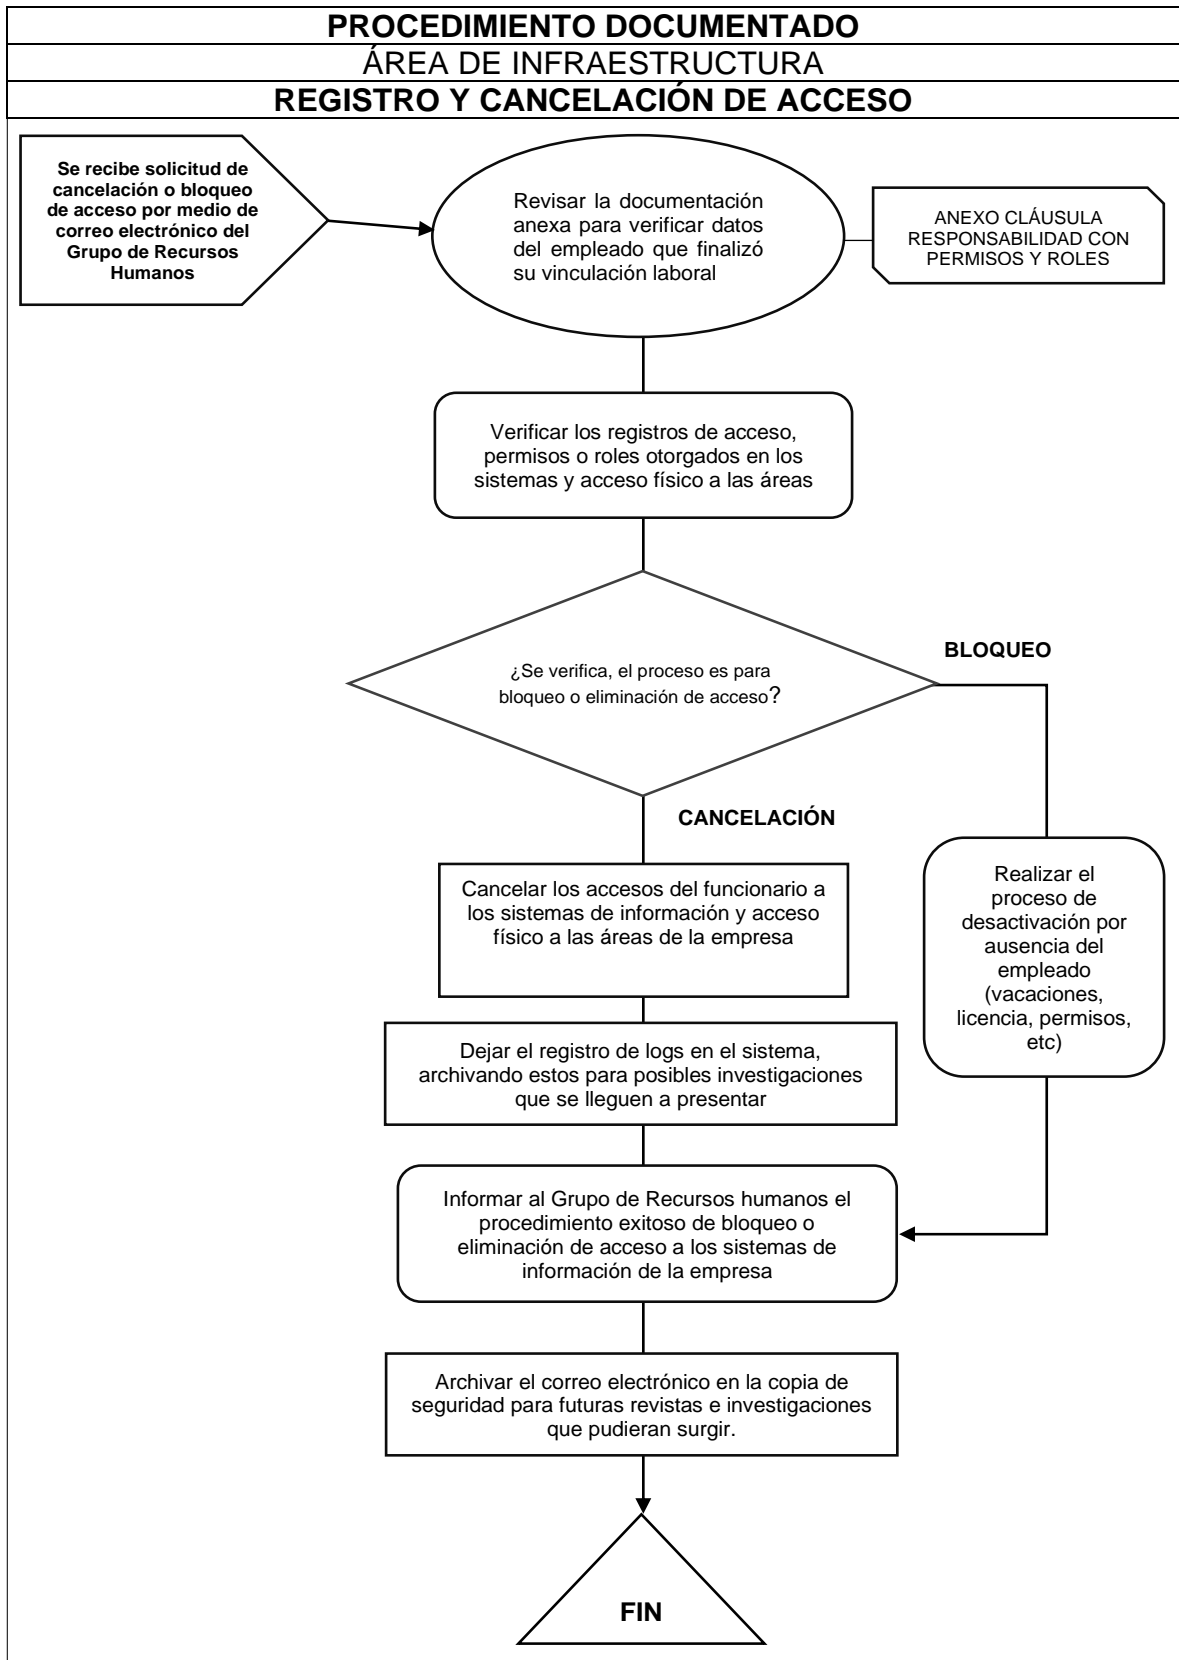 PROCEDIMIENTO DOCUMENTADO
ÁREA DE INFRAESTRUCTURA
REGISTRO Y CANCELACIÓN DE ACCESO
Se recibe solicitud de
cancelación o bloqueo
de acceso por medio de
correo electrónico del
Grupo de Recursos
Humanos
Revisar la documentación
anexa para verificar datos
del empleado que finalizó
su vinculación laboral
ANEXO CLÁUSULA
RESPONSABILIDAD CON
PERMISOS Y ROLES
Verificar los registros de acceso,
permisos o roles otorgados en los
sistemas y acceso físico a las áreas
¿Se verifica, el proceso es para
bloqueo o eliminación de acceso?
BLOQUEO
CANCELACIÓN
Cancelar los accesos del funcionario a
los sistemas de información y acceso
físico a las áreas de la empresa
Realizar el
proceso de
desactivación por
ausencia del
empleado
(vacaciones,
licencia, permisos,
etc)
Dejar el registro de logs en el sistema,
archivando estos para posibles investigaciones
que se lleguen a presentar
Informar al Grupo de Recursos humanos el
procedimiento exitoso de bloqueo o
eliminación de acceso a los sistemas de
información de la empresa
Archivar el correo electrónico en la copia de
seguridad para futuras revistas e investigaciones
que pudieran surgir.
FIN